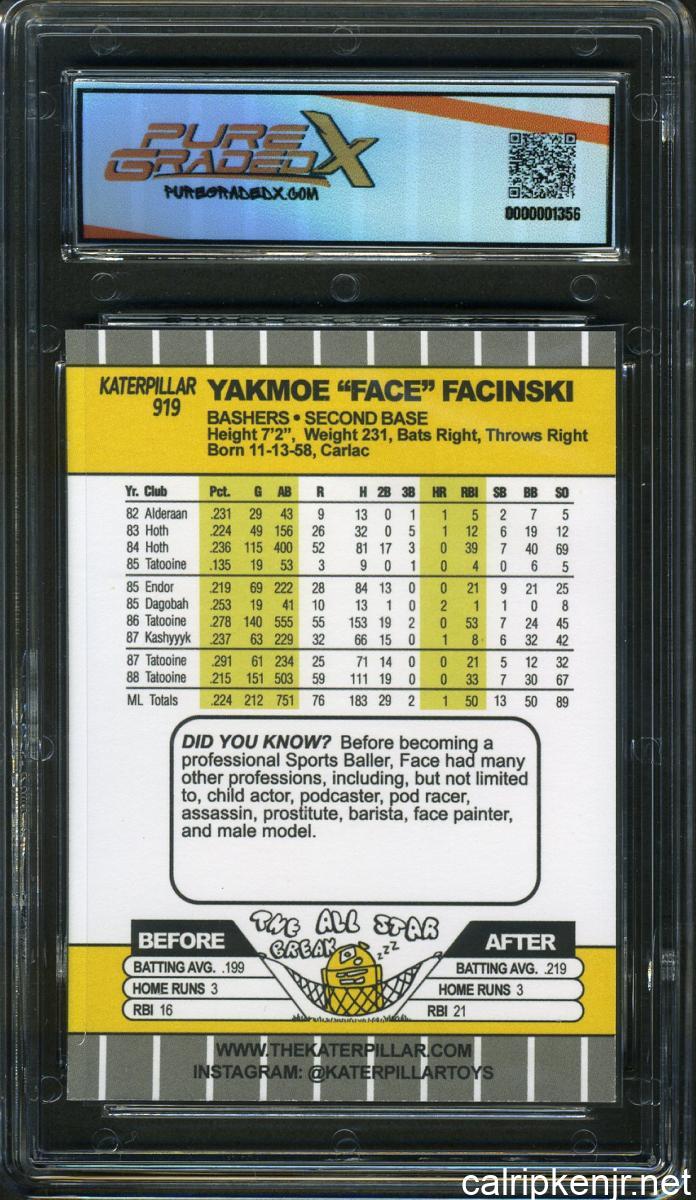 PURE
GRADEDX
PUREGRADEDX.COM
0000001356
KATERPILLAR
919
YAKMOE “FACE” FACINSKI
BASHERS • SECOND BASE
Height 7’2”, Weight 231, Bats Right, Throws Right
Born 11-13-58, Carlac
Yr. Club Pct. G AB R H 2B 3B HR RBI SB BB SO
82 Alderaan .231 29 43 9 13 0 1 1 5 2 7 5
83 Hoth .224 49 156 26 32 0 5 1 12 6 19 12
84 Hoth .236 115 400 52 81 17 3 0 39 7 40 69
85 Tatooine .135 19 53 3 9 0 1 0 4 0 6 5
85 Endor .219 69 222 28 84 13 0 0 21 9 21 25
85 Dagobah .253 19 41 10 13 1 0 2 1 1 0 8
86 Tatooine .278 140 555 55 153 19 2 0 53 7 24 45
87 Kashyyyk .237 63 229 32 66 15 0 1 8 6 32 42
87 Tatooine .291 61 234 25 71 14 0 0 21 5 12 32
88 Tatooine .215 151 503 59 111 19 0 0 33 7 30 67
ML Totals .224 212 751 76 183 29 2 1 50 13 50 89
DID YOU KNOW? Before becoming a
professional Sports Baller, Face had many
other professions, including, but not limited
to, child actor, podcaster, pod racer,
assassin, prostitute, barista, face painter,
and male model.
THE ALL STAR
BREAK
zzz
BEFORE
BATTING AVG. .199
HOME RUNS 3
RBI 16
AFTER
BATTING AVG. .219
HOME RUNS 3
RBI 21
WWW.THEKATERPILLAR.COM
INSTAGRAM: @KATERPILLARTOYS
calripkenjr.net